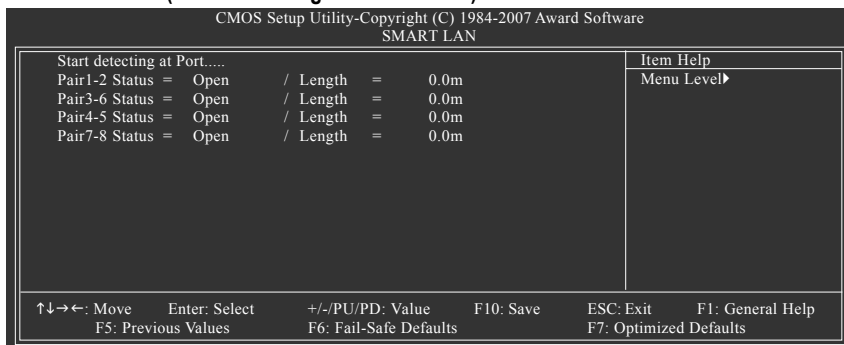 CMOS Setup Utility-Copyright (C) 1984-2007 Award Software
SMART LAN
Start detecting at Port.....
Pair1-2 Status = Open / Length = 0.0m
Pair3-6 Status = Open / Length = 0.0m
Pair4-5 Status = Open / Length = 0.0m
Pair7-8 Status = Open / Length = 0.0m
Item Help
Menu Level▶
↑↓→←: Move Enter: Select +/-/PU/PD: Value F10: Save ESC: Exit F1: General Help
F5: Previous Values F6: Fail-Safe Defaults F7: Optimized Defaults